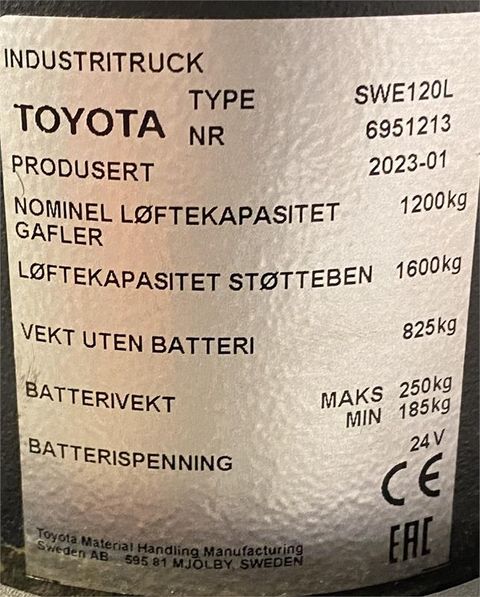 INDUSTRITRUCK
TOYOTA TYPE SWE120L
NR 6951213
PRODUSERT 2023-01
NOMINEL LØFTEKAPASITET 1200kg
GAFLER
LØFTEKAPASITET STØTTEBEN 1600kg
VEKT UTEN BATTERI 825kg
BATTERIVEKT MAKS 250kg
MIN 185kg
BATTERISPENNING 24V
CE
EAC
Toyota Material Handling Manufacturing
Sweden AB 595 81 MJOLBY, SWEDEN